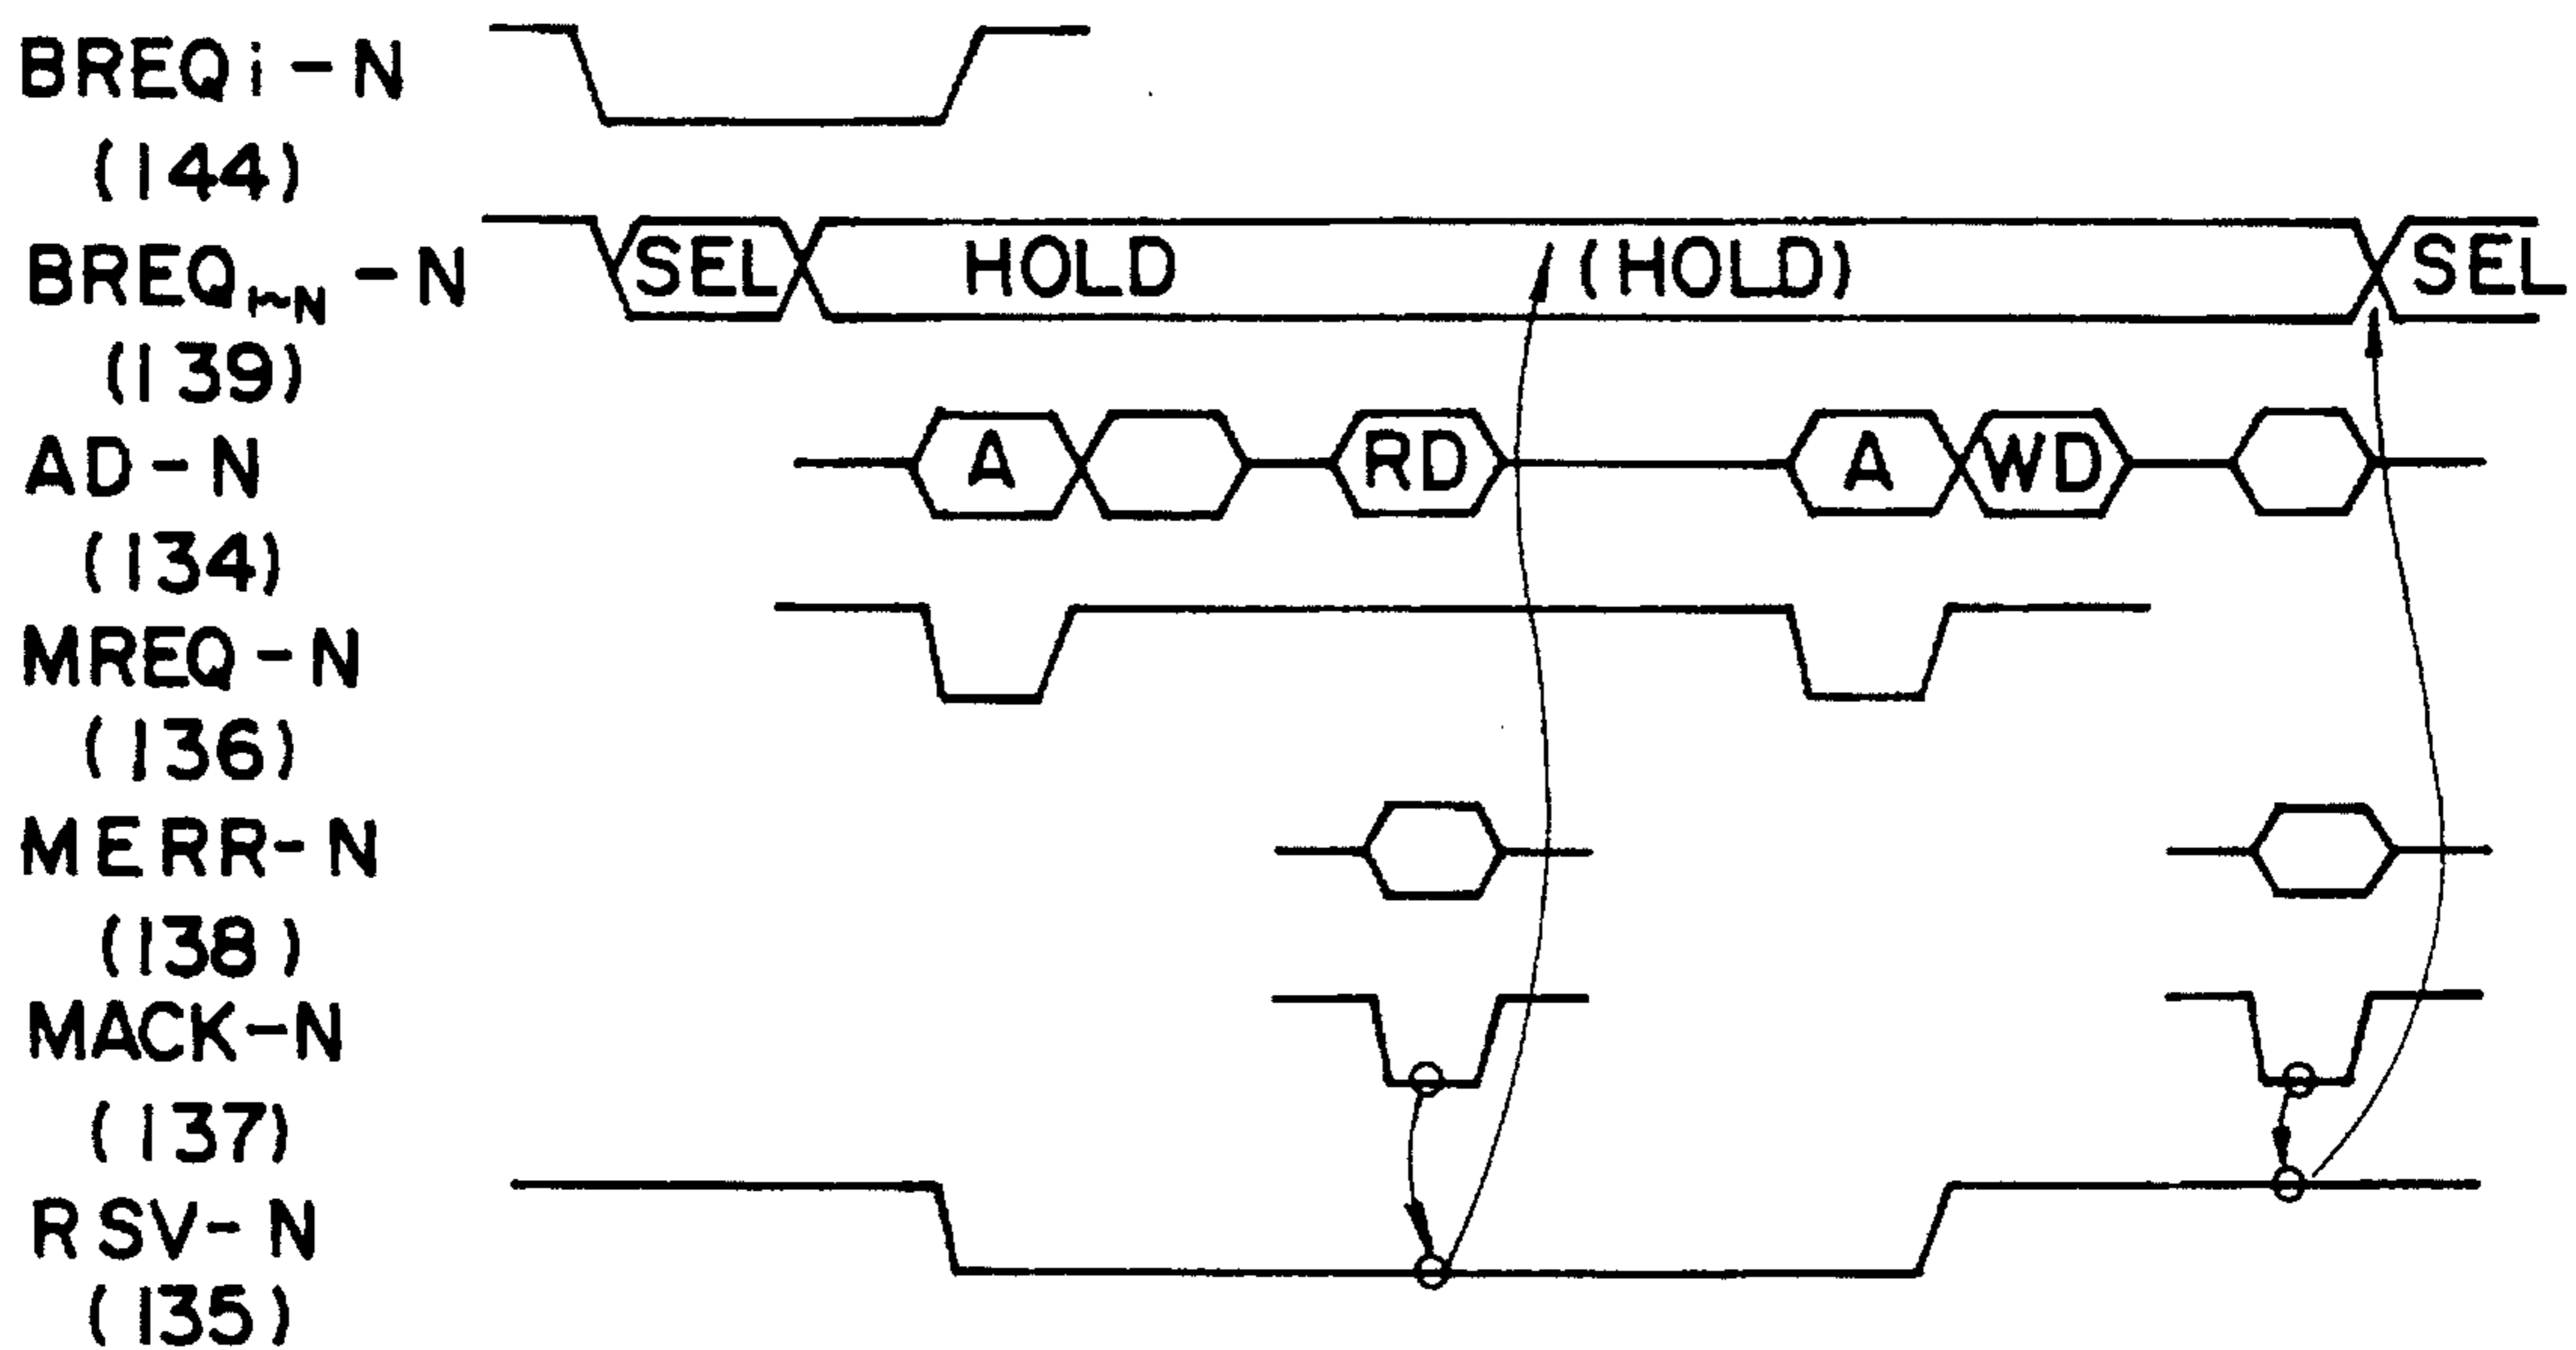 BREQi-N
(144)
BREQ1~N-N SEL HOLD (HOLD) SEL
(139)
AD-N A RD A WD
(134)
MREQ-N
(136)
MERR-N
(138)
MACK-N
(137)
RSV-N
(135)